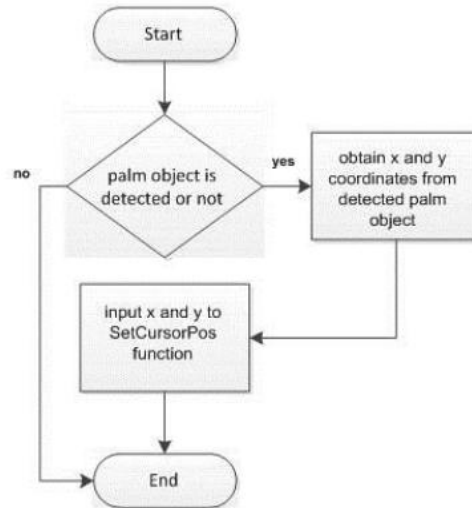 Start
no
palm object is
detected or not
yes
obtain x and y
coordinates from
detected palm
object
input x and y to
SetCursorPos
function
End